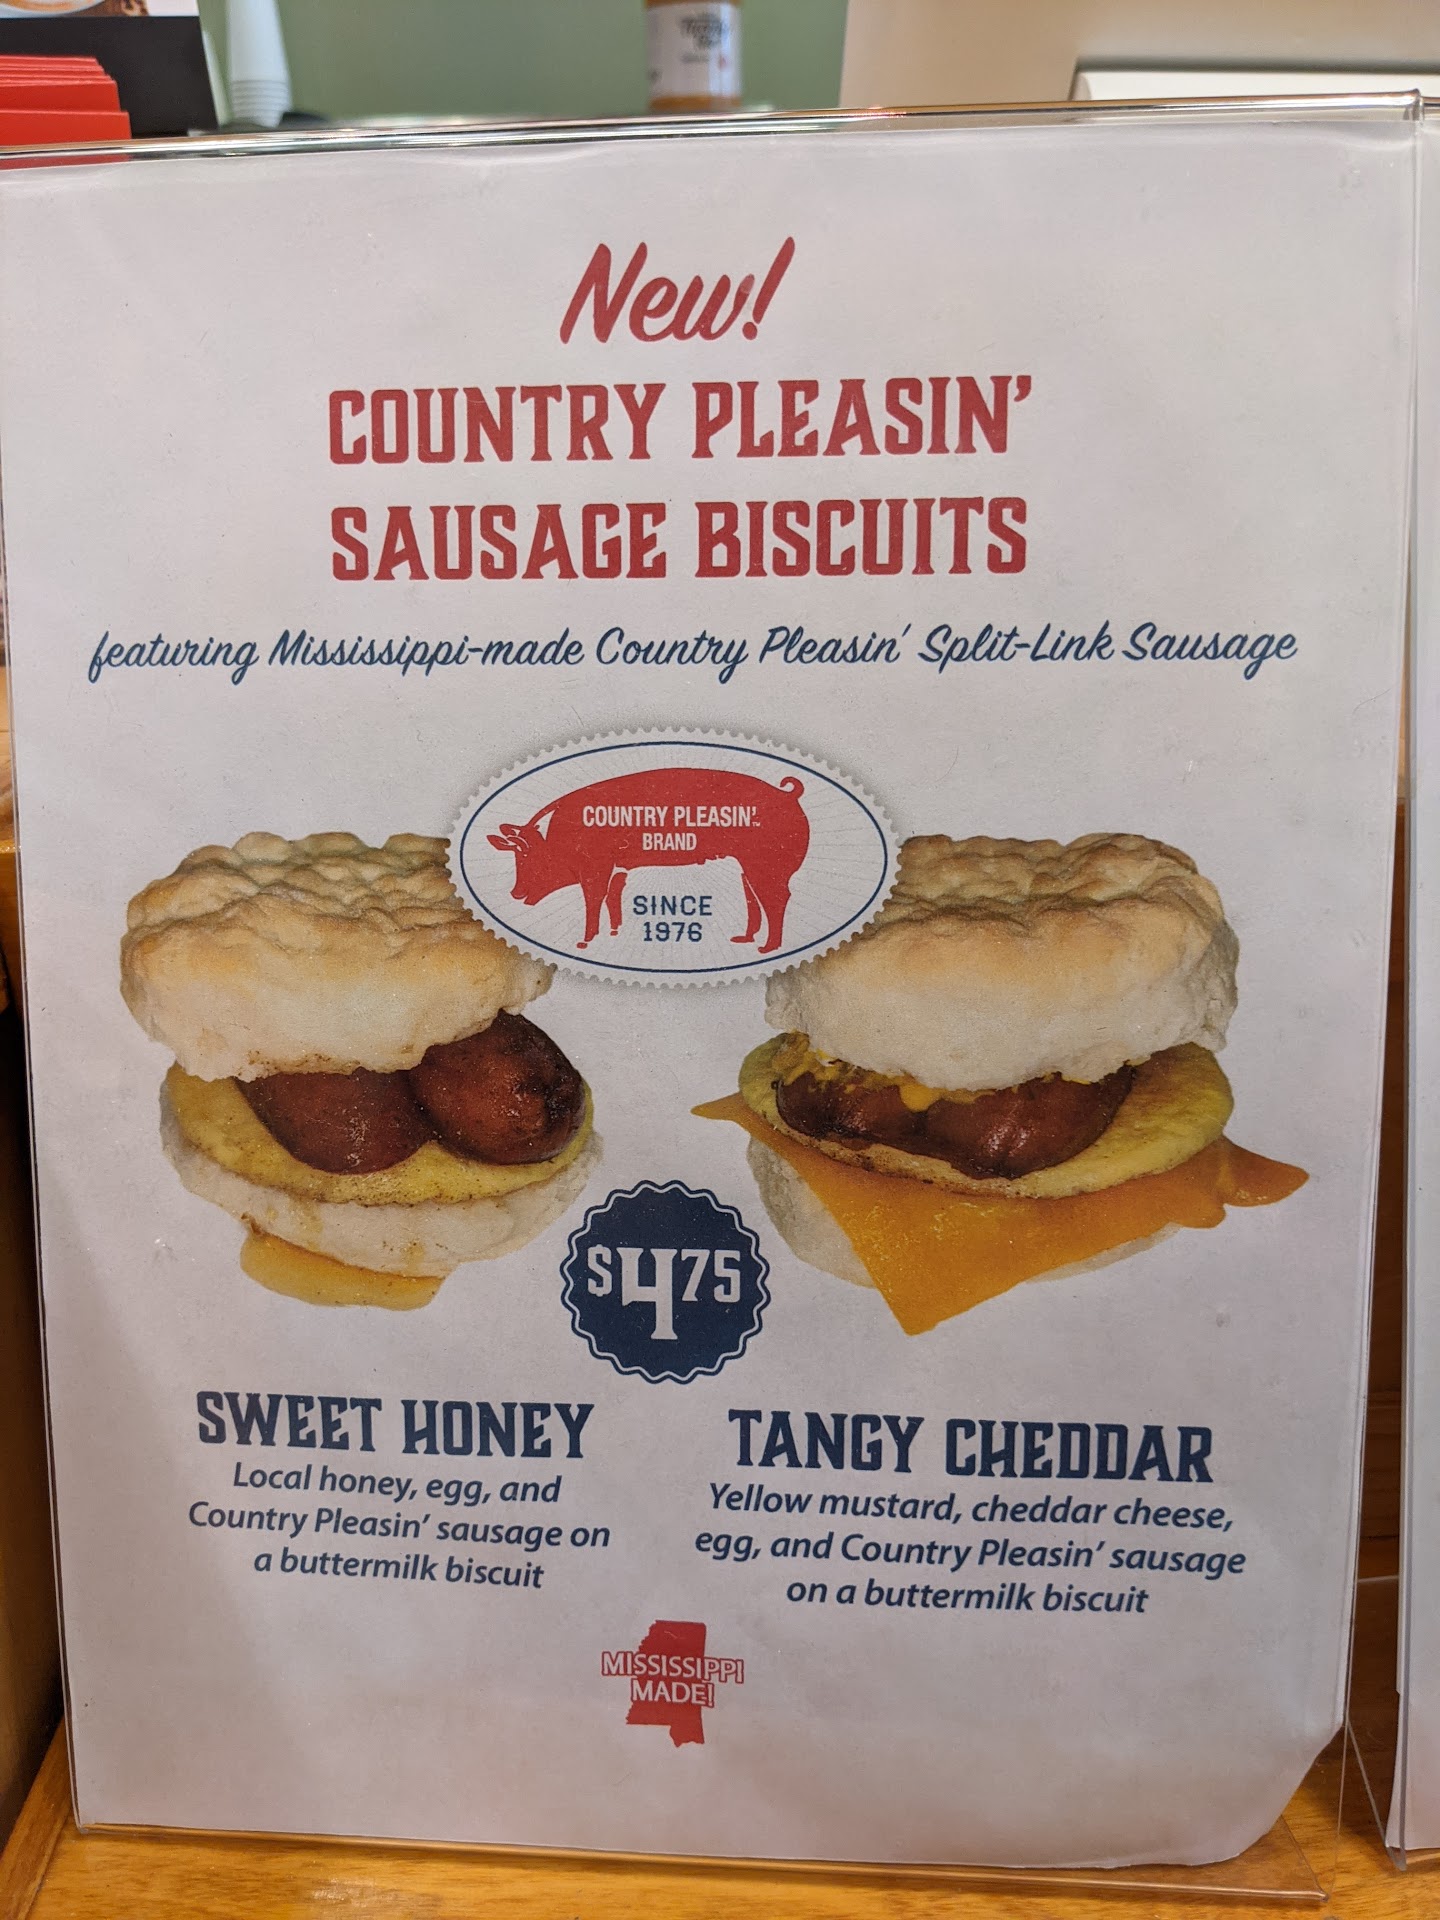 New!
COUNTRY PLEASIN'
SAUSAGE BISCUITS
featuring Mississippi-made Country Pleasin' Split-Link Sausage
COUNTRY PLEASIN'™
BRAND
SINCE
1976
$475
SWEET HONEY
Local honey, egg, and
Country Pleasin' sausage on
a buttermilk biscuit
TANGY CHEDDAR
Yellow mustard, cheddar cheese,
egg, and Country Pleasin' sausage
on a buttermilk biscuit
MISSISSIPPI
MADE!